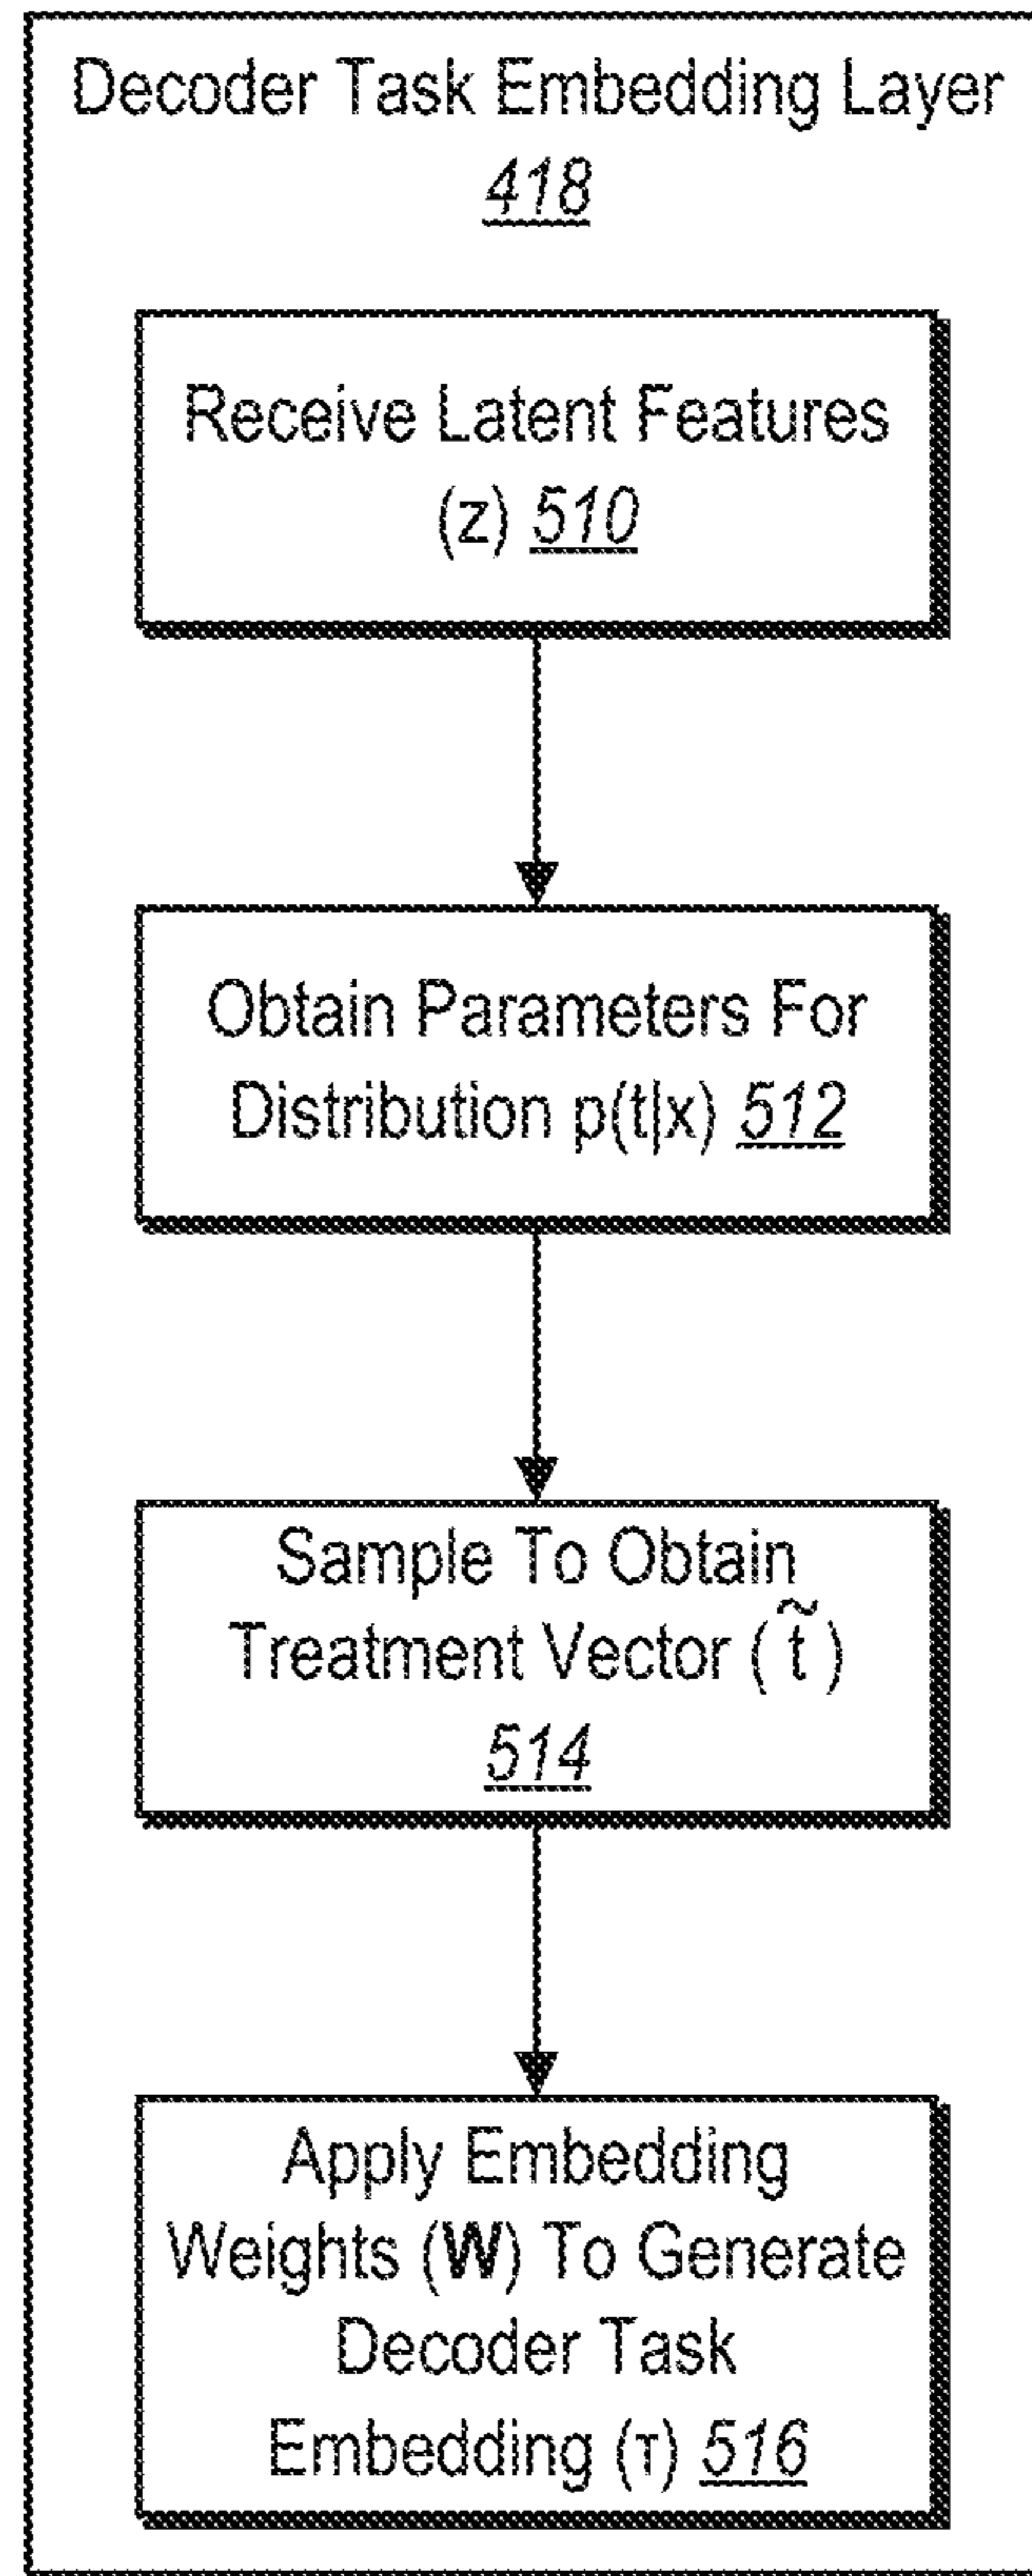 Decoder Task Embedding Layer
418
Receive Latent Features
(z) 510
Obtain Parameters For
Distribution p(t|x) 512
Sample To Obtain
Treatment Vector ( t̃ )
514
Apply Embedding
Weights (W) To Generate
Decoder Task
Embedding (τ) 516